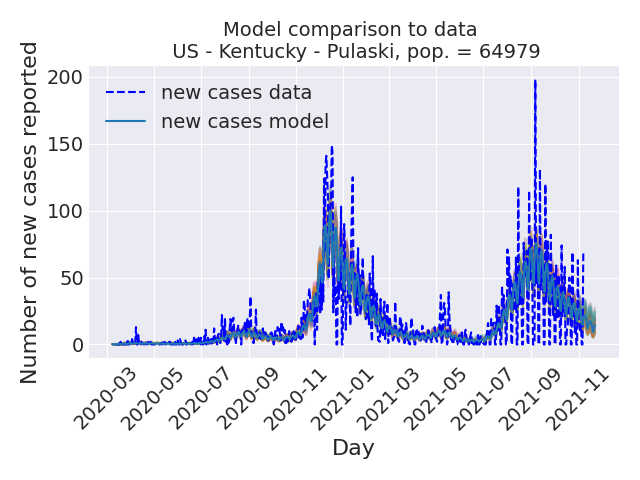 Model comparison to data
US - Kentucky - Pulaski, pop. = 64979
Number of new cases reported
200
150
100
50
0
new cases data
new cases model
2020-03
2020-05
2020-07
2020-09
2020-11
2021-01
2021-03
2021-05
2021-07
2021-09
2021-11
Day